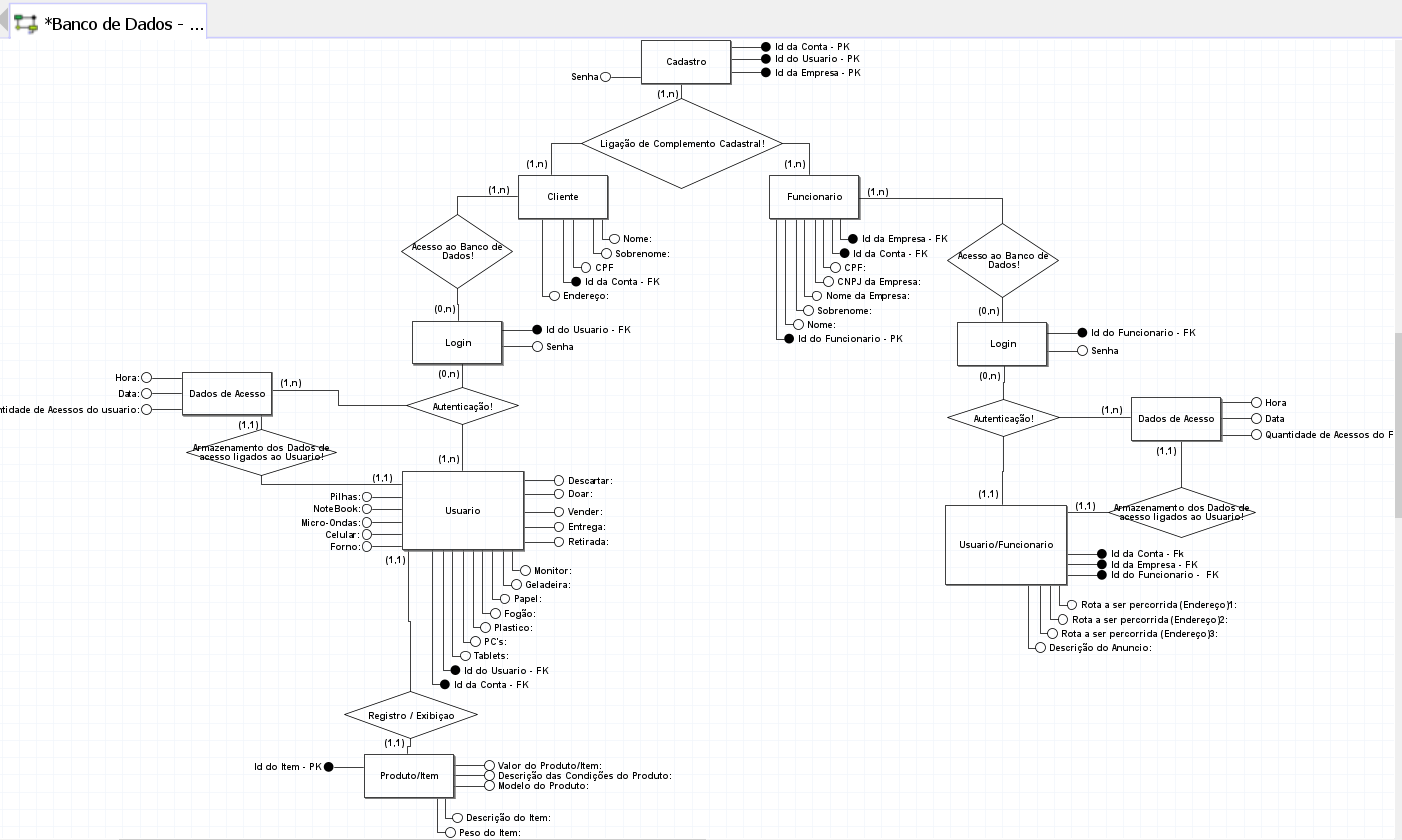 *Banco de Dados - ...
Cadastro
Id da Conta - PK
Id do Usuario - PK
Id da Empresa - PK
Senha
(1,n)
Ligação de Complemento Cadastral!
(1,n)
(1,n)
Cliente
(1,n)
Nome:
Sobrenome:
CPF
Id da Conta - FK
Endereço:
Acesso ao Banco de
Dados!
(0,n)
Login
Id do Usuario - FK
Senha
(0,n)
Autenticação!
(1,n)
Dados de Acesso
Hora:
Data:
ntidade de Acessos do usuario:
(1,n)
(1,1)
Armazenamento dos Dados de
acesso ligados ao Usuario!
(1,1)
Usuario
Pilhas:
NoteBook:
Micro-Ondas:
Celular:
Forno:
Descartar:
Doar:
Vender:
Entrega:
Retirada:
(1,1)
Monitor:
Geladeira:
Papel:
Fogão:
Plastico:
PC's:
Tablets:
Id do Usuario - FK
Id da Conta - FK
Registro / Exibiçao
(1,1)
Produto/Item
Id do Item - PK
Valor do Produto/Item:
Descrição das Condições do Produto:
Modelo do Produto:
Descrição do Item:
Peso do Item:
Funcionario
(1,n)
Id da Empresa - FK
Id da Conta - FK
CPF:
CNPJ da Empresa:
Nome da Empresa:
Sobrenome:
Nome:
Id do Funcionario - PK
Acesso ao Banco de
Dados!
(0,n)
Login
Id do Funcionario - FK
Senha
(0,n)
Autenticação!
(1,n)
Dados de Acesso
Hora
Data
Quantidade de Acessos do F
(1,1)
Armazenamento dos Dados de
acesso ligados ao Usuario!
(1,1)
(1,1)
Usuario/Funcionario
Id da Conta - Fk
Id da Empresa - FK
Id do Funcionario - FK
Rota a ser percorrida (Endereço)1:
Rota a ser percorrida (Endereço)2:
Rota a ser percorrida (Endereço)3:
Descrição do Anuncio: